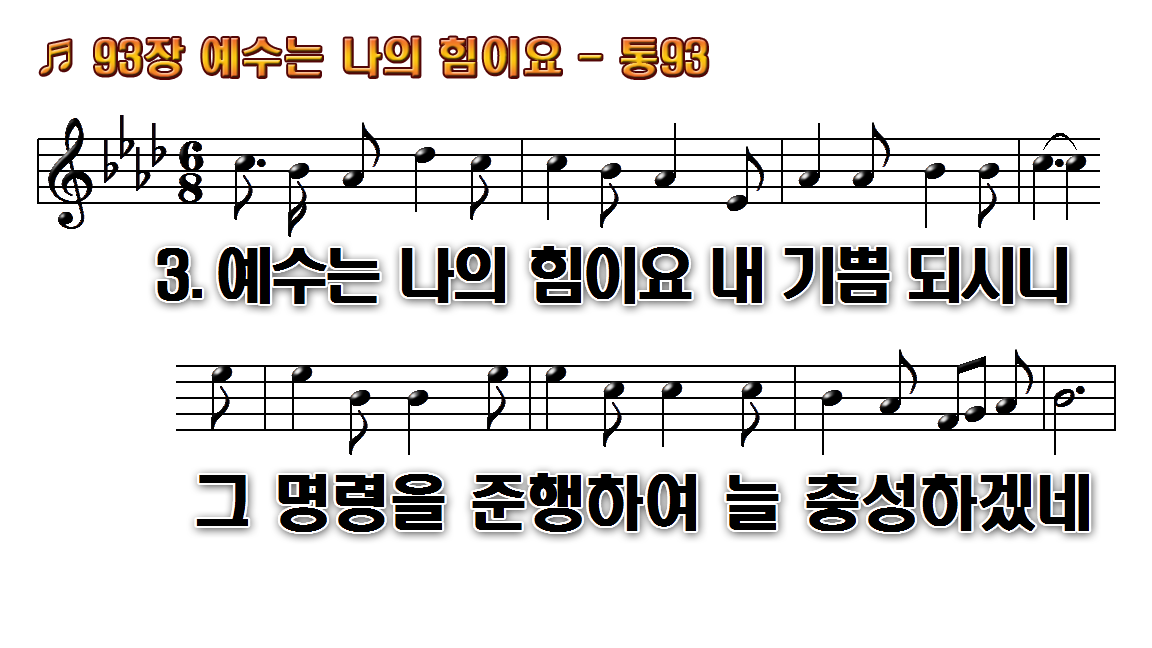 ♬ 93장 예수는 나의 힘이요 - 통93
6
8
3. 예수는 나의 힘이요 내 기쁨 되시니
그 명령을 준행하여 늘 충성하겠네